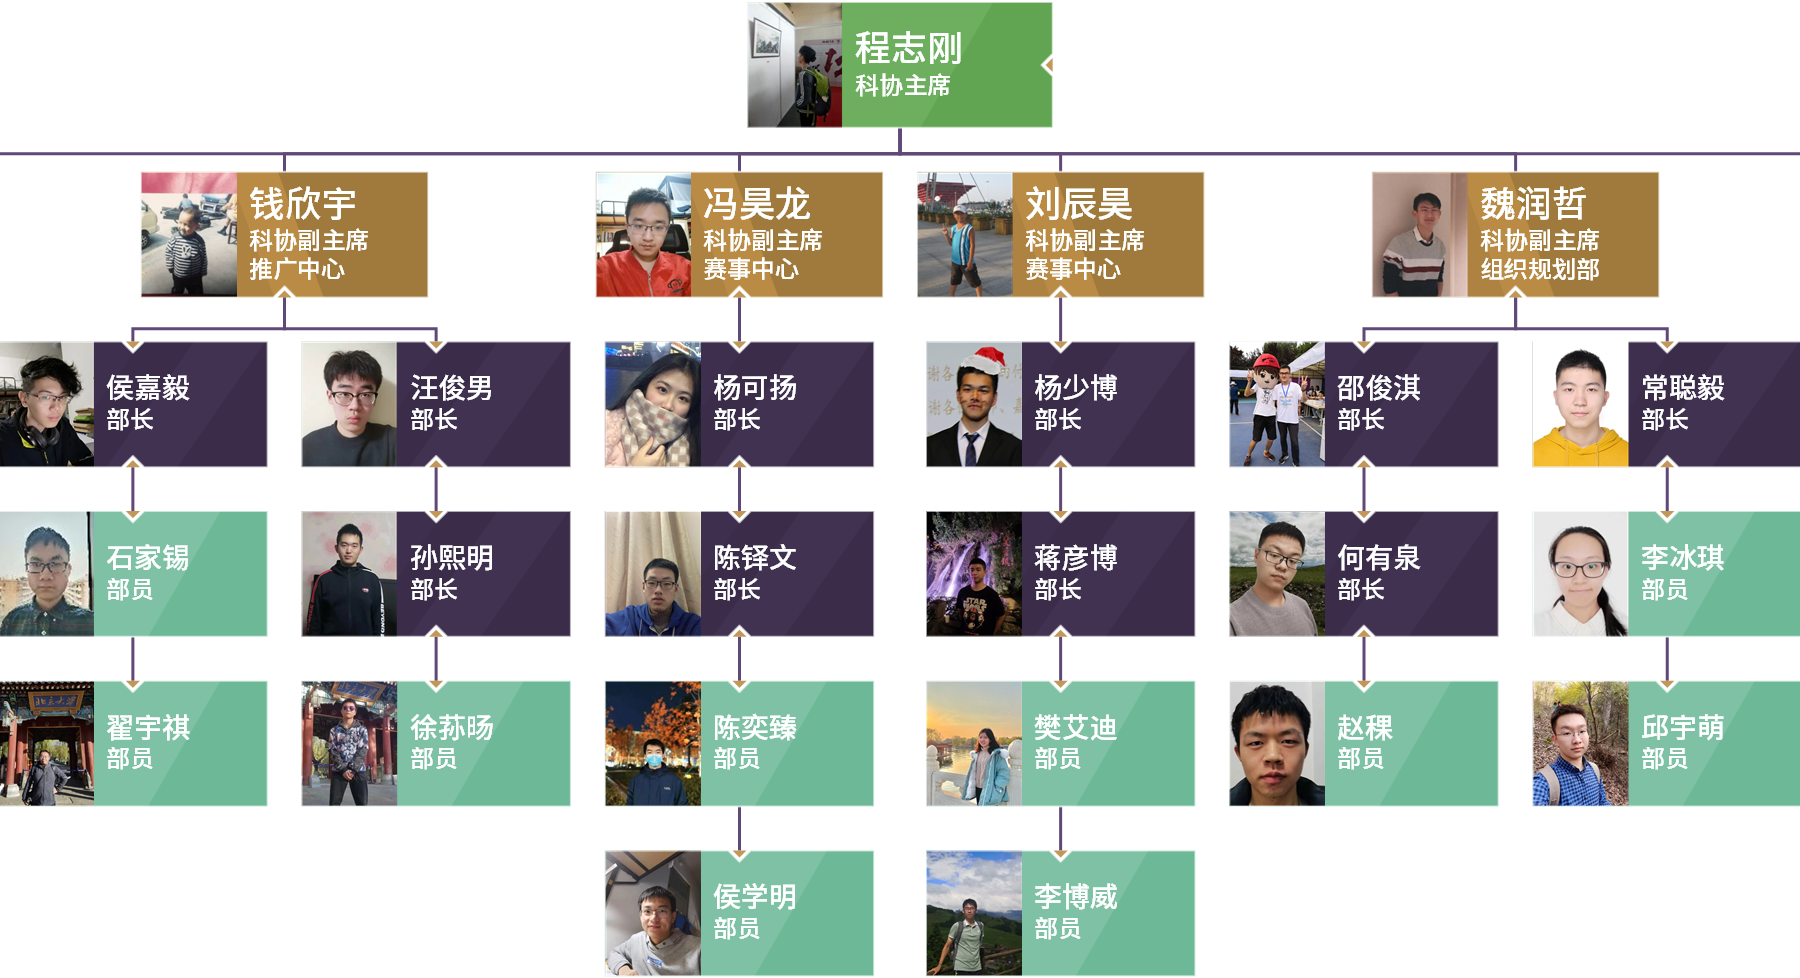 程志刚
科协主席
钱欣宇
科协副主席
推广中心
冯昊龙
科协副主席
赛事中心
刘辰昊
科协副主席
赛事中心
魏润哲
科协副主席
组织规划部
侯嘉毅
部长
汪俊男
部长
杨可扬
部长
杨少博
部长
邵俊淇
部长
常聪毅
部长
石家锡
部员
孙熙明
部长
陈铎文
部长
蒋彦博
部长
何有泉
部长
李冰琪
部员
翟宇祺
部员
徐荪旸
部员
陈奕臻
部员
樊艾迪
部员
赵稞
部员
邱宇萌
部员
侯学明
部员
李博威
部员